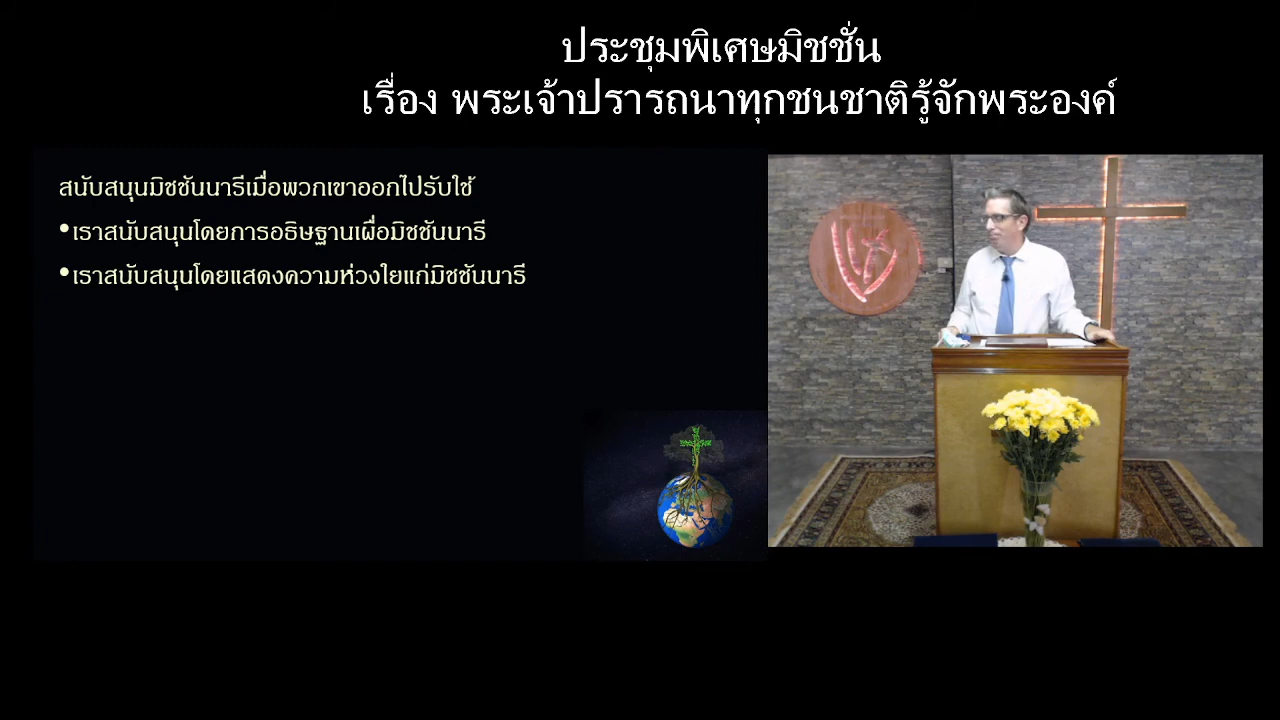 ประชุมพิเศษมิชชั่น
เรื่อง พระเจ้าปรารถนาทุกชนชาติรู้จักพระองค์
สนับสนุนมิชชันนารีเมื่อพวกเขาออกไปรับใช้
•เราสนับสนุนโดยการอธิษฐานเผื่อมิชชันนารี
•เราสนับสนุนโดยแสดงความห่วงใยแก่มิชชันนารี